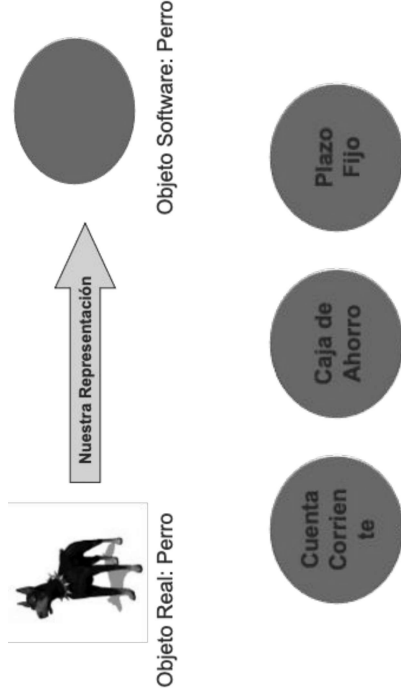 Nuestra Representación
Objeto Real: Perro
Objeto Software: Perro
Cuenta
Corrien
te
Caja de
Ahorro
Plazo
Fijo